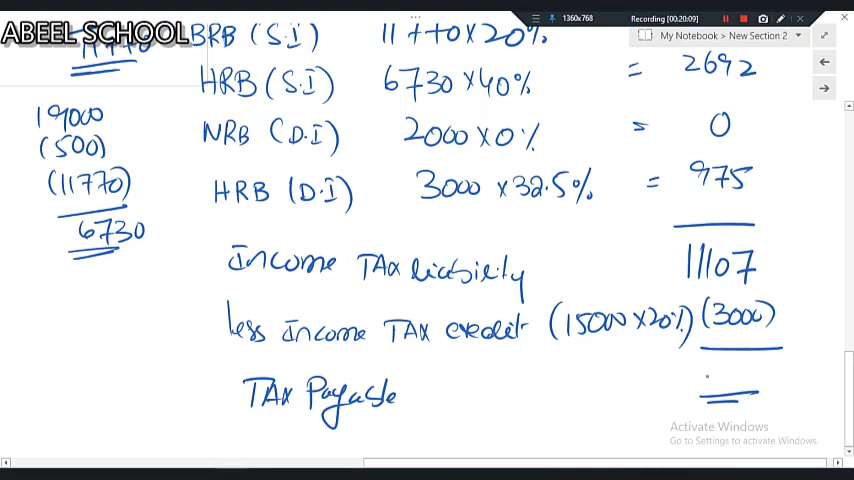 1360x768
Recording [00:20:09]
ABEEL SCHOOL
My Notebook > New Section 2
11770 BRB (S.I) 11770 x 20%
HRB (S.I) 6730 x 40% = 2692
19000
(500)
(11770)
6730
NRB (D.I) 2000 x 0% = 0
HRB (D.I) 3000 x 32.5% = 975
Income TAx liability 11107
less Income TAX credit (15000 x 20%) (3000)
TAx Payable
Activate Windows
Go to Settings to activate Windows.